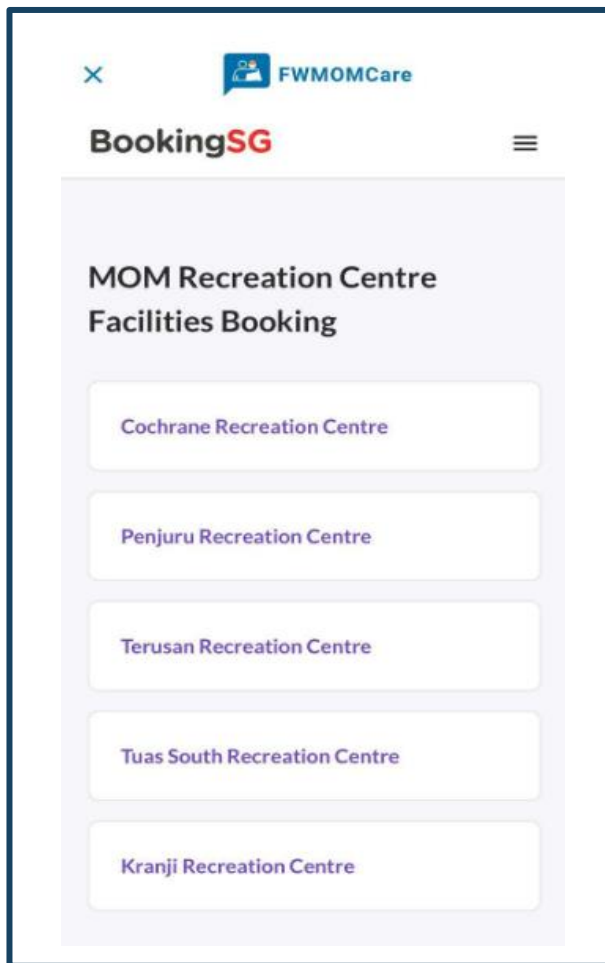 FWMOMCare
BookingSG
MOM Recreation Centre
Facilities Booking
Cochrane Recreation Centre
Penjuru Recreation Centre
Terusan Recreation Centre
Tuas South Recreation Centre
Kranji Recreation Centre